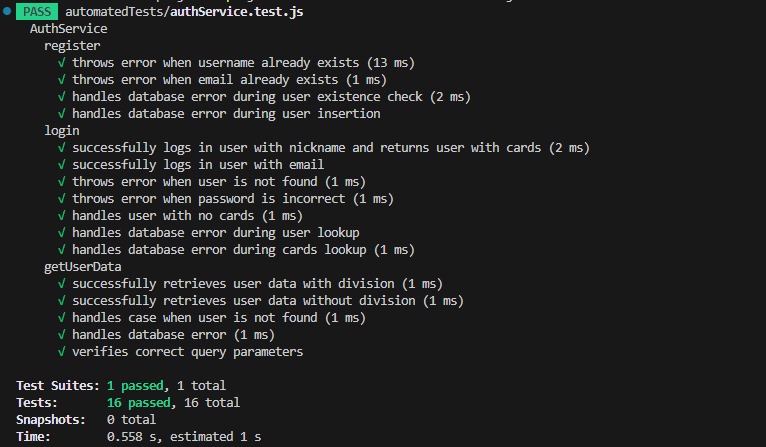 PASS automatedTests/authService.test.js
AuthService
register
√ throws error when username already exists (13 ms)
√ throws error when email already exists (1 ms)
√ handles database error during user existence check (2 ms)
√ handles database error during user insertion
login
√ successfully logs in user with nickname and returns user with cards (2 ms)
√ successfully logs in user with email
√ throws error when user is not found (1 ms)
√ throws error when password is incorrect (1 ms)
√ handles user with no cards (1 ms)
√ handles database error during user lookup
√ handles database error during cards lookup (1 ms)
getUserData
√ successfully retrieves user data with division (1 ms)
√ successfully retrieves user data without division (1 ms)
√ handles case when user is not found (1 ms)
√ handles database error (1 ms)
√ verifies correct query parameters
Test Suites: 1 passed, 1 total
Tests: 16 passed, 16 total
Snapshots: 0 total
Time: 0.558 s, estimated 1 s